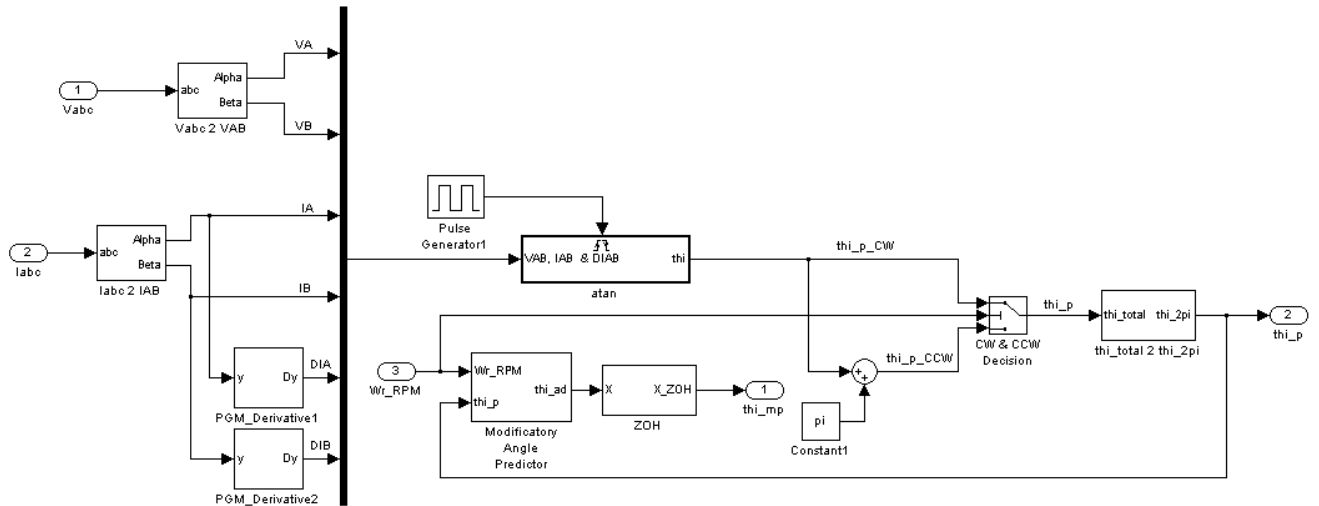 VA
1
Vabc
abc
Alpha
Beta
Vabc 2 VAB
VB
2
Iabc
abc
Alpha
Beta
Iabc 2 IAB
IA
IB
y
Dy
DIA
PGM_Derivative1
y
Dy
DIB
PGM_Derivative2
Pulse
Generator1
VAB, IAB & DIAB
thi
atan
thi_p_CW
3
Wr_RPM
Wr_RPM
thi_p
thi_ad
Modificatory
Angle
Predictor
X
X_ZOH
ZOH
1
thi_mp
pi
Constant1
thi_p_CCW
CW & CCW
Decision
thi_p
thi_total
thi_2pi
thi_total 2 thi_2pi
2
thi_p